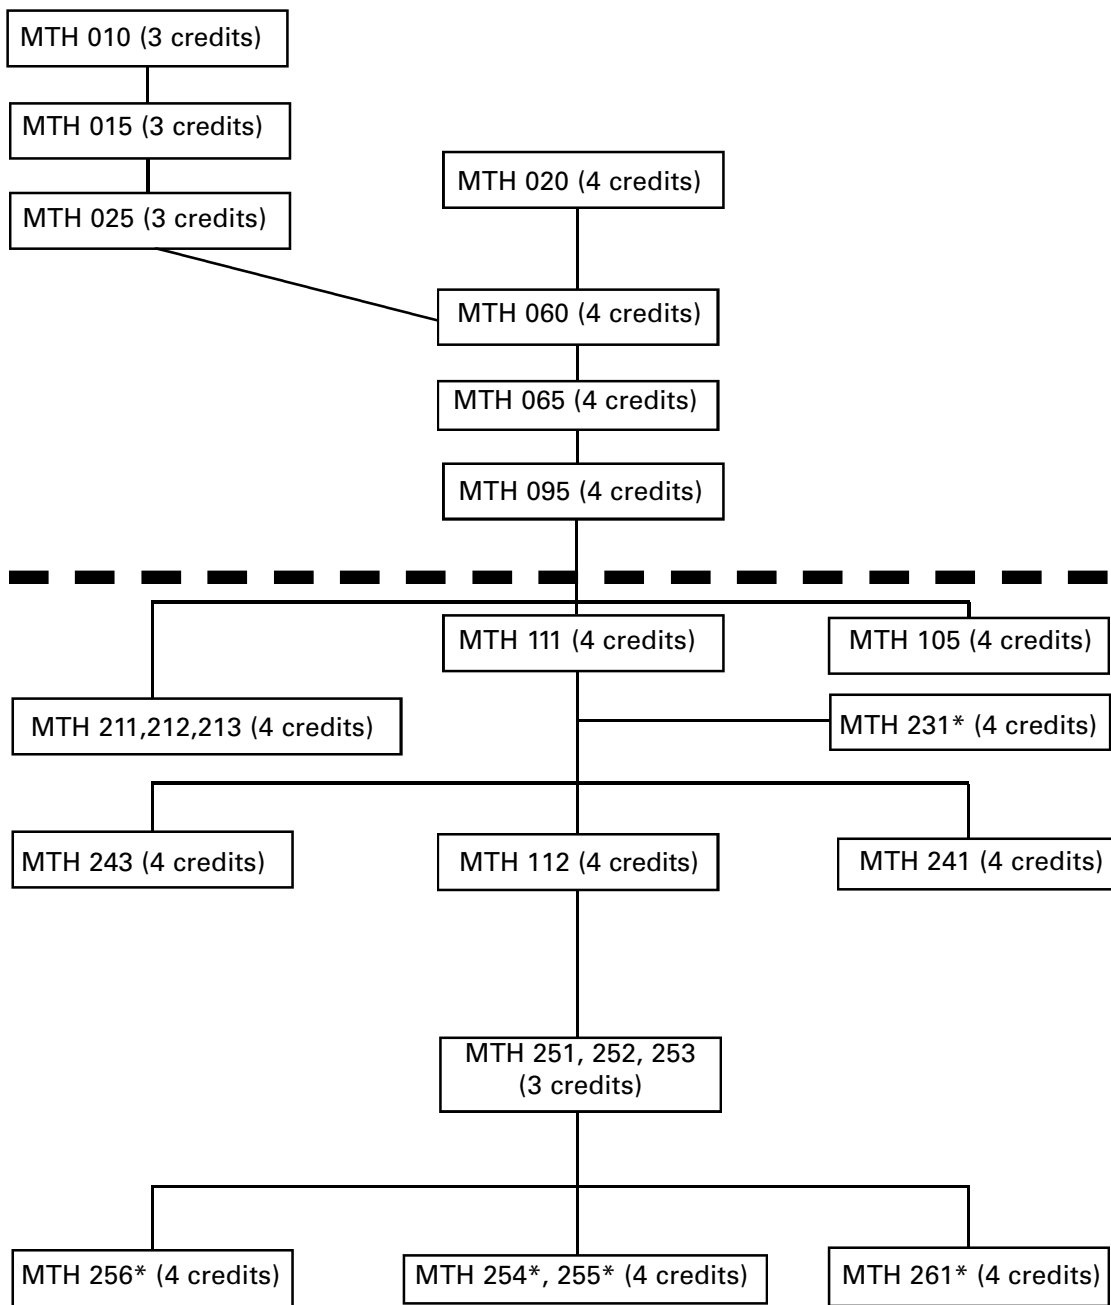 MTH 010 (3 credits)
MTH 015 (3 credits)
MTH 020 (4 credits)
MTH 025 (3 credits)
MTH 060 (4 credits)
MTH 065 (4 credits)
MTH 095 (4 credits)
MTH 111 (4 credits)
MTH 105 (4 credits)
MTH 211,212,213 (4 credits)
MTH 231* (4 credits)
MTH 243 (4 credits)
MTH 112 (4 credits)
MTH 241 (4 credits)
MTH 251, 252, 253
(3 credits)
MTH 256* (4 credits)
MTH 254*, 255* (4 credits)
MTH 261* (4 credits)